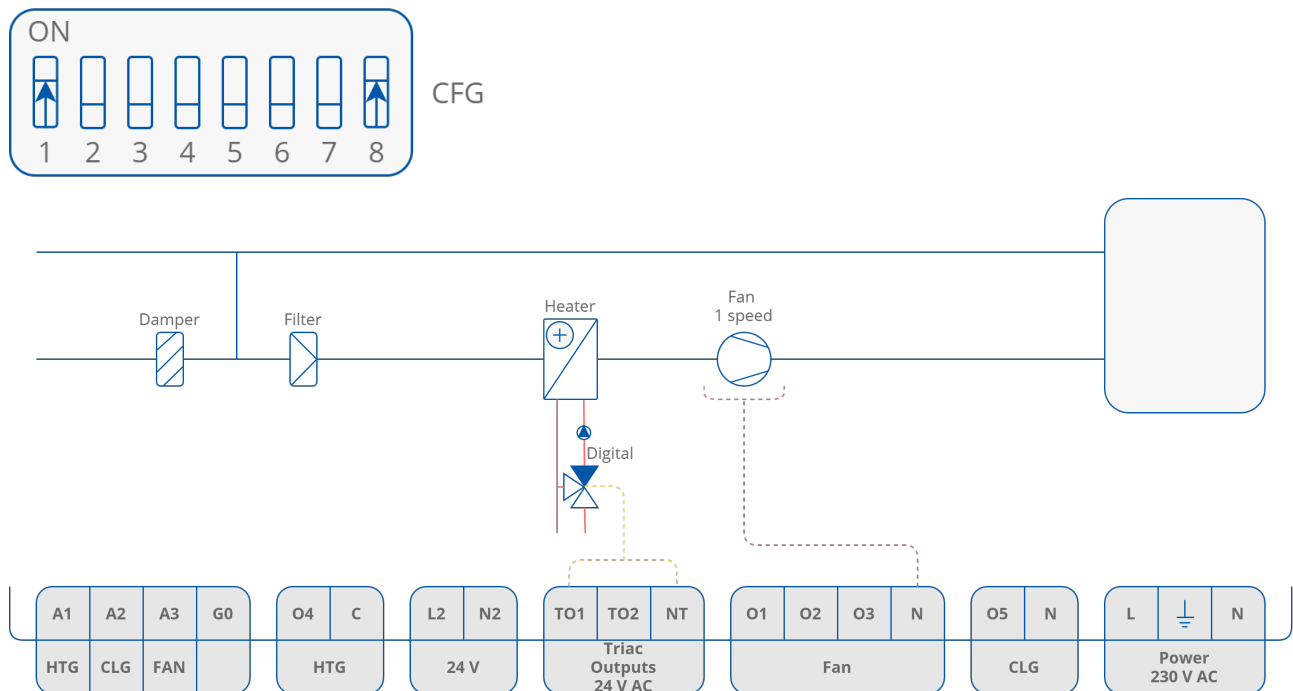 ON
1 2 3 4 5 6 7 8
CFG
Damper
Filter
Heater
Fan
1 speed
Digital
A1 A2 A3 G0
HTG CLG FAN
O4 C
HTG
L2 N2
24 V
TO1 TO2 NT
Triac
Outputs
24 V AC
O1 O2 O3 N
Fan
O5 N
CLG
L N
Power
230 V AC